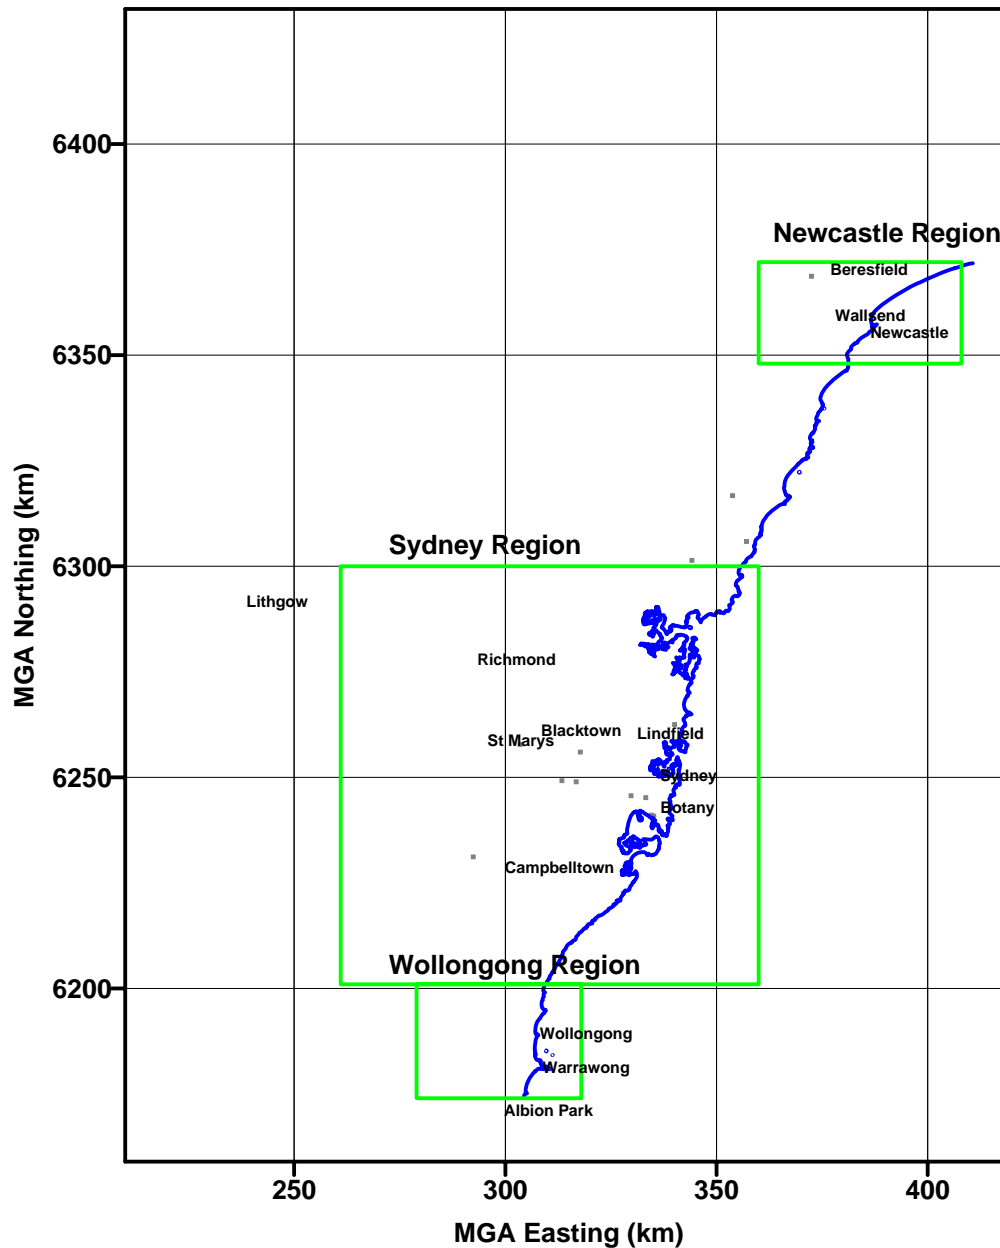 6400
Newcastle Region
Beresfield
Wallsend
Newcastle
6350
Sydney Region
6300
Lithgow
Richmond
Blacktown
Lindfield
St Marys
6250
Sydney
Botany
Campbelltown
Wollongong Region
6200
Wollongong
Warrawong
Albion Park
250 300 350 400
MGA Easting (km)
MGA Northing (km)